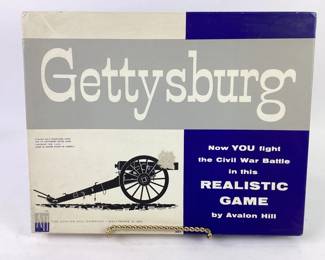 Gettysburg
Now YOU fight
the Civil War Battle
in this
REALISTIC
GAME
by Avalon Hill